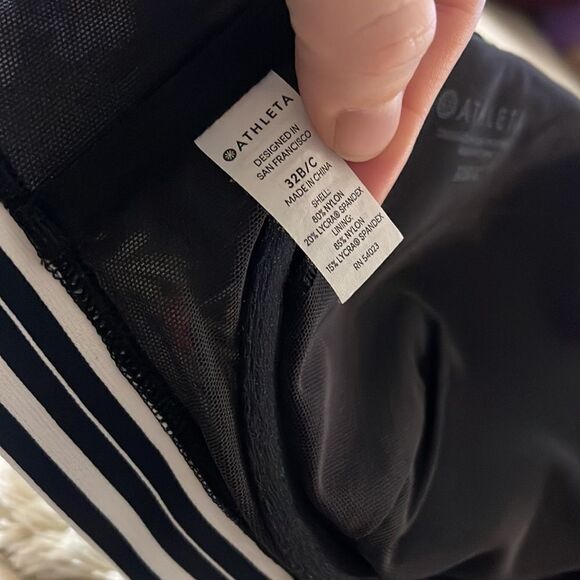 ATHLETA
DESIGNED IN
SAN FRANCISCO
32B/C
MADE IN CHINA
SHELL:
80% NYLON
20% LYCRA® SPANDEX
LINING:
85% NYLON
15% LYCRA® SPANDEX
RN 54023
ATHLETA